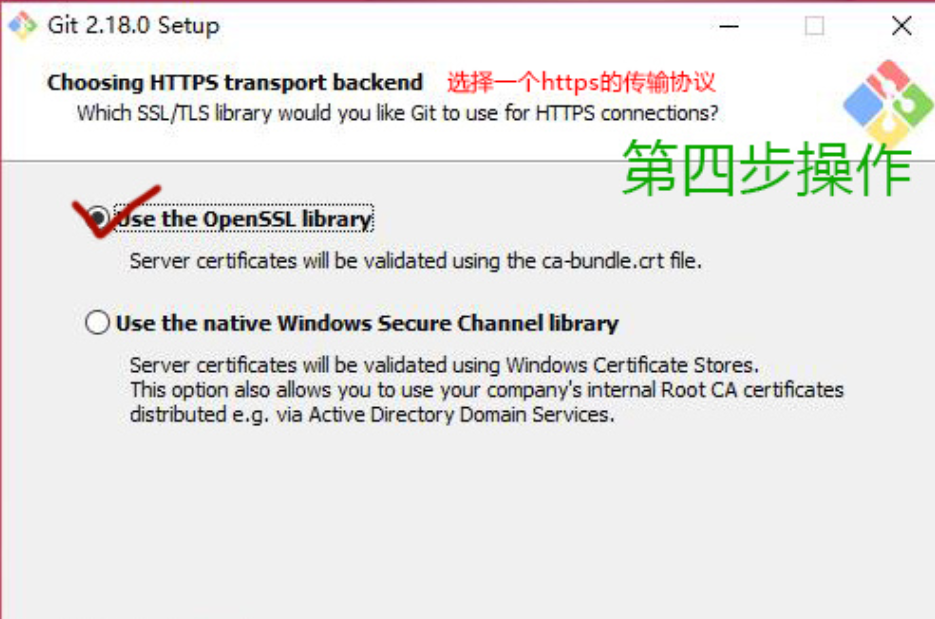 Git 2.18.0 Setup
Choosing HTTPS transport backend 选择一个https的传输协议
Which SSL/TLS library would you like Git to use for HTTPS connections?
第四步操作
Use the OpenSSL library
Server certificates will be validated using the ca-bundle.crt file.
Use the native Windows Secure Channel library
Server certificates will be validated using Windows Certificate Stores.
This option also allows you to use your company's internal Root CA certificates
distributed e.g. via Active Directory Domain Services.